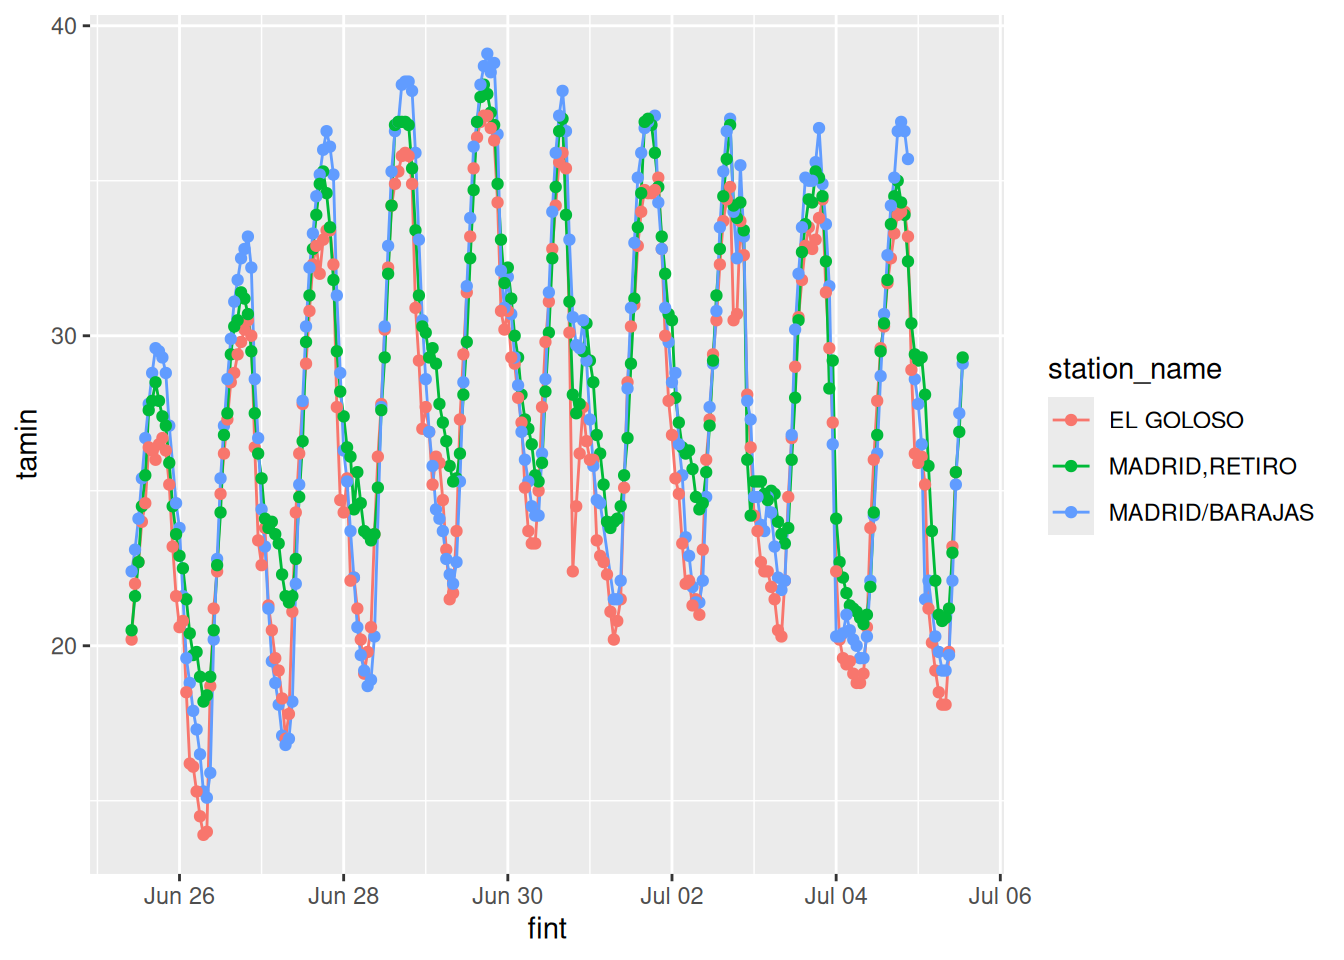 40
30
20
tamin
Jun 26
Jun 28
Jun 30
Jul 02
Jul 04
Jul 06
fint
station_name
EL GOLOSO
MADRID,RETIRO
MADRID/BARAJAS